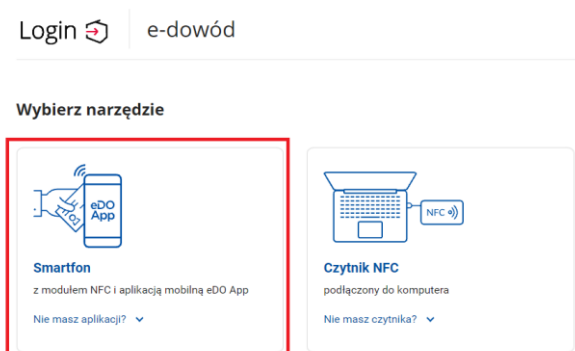 Login e-dowód
Wybierz narzędzie
eDO
App
Smartfon
z modułem NFC i aplikacją mobilną eDO App
Nie masz aplikacji?
NFC
Czytnik NFC
podłączony do komputera
Nie masz czytnika?